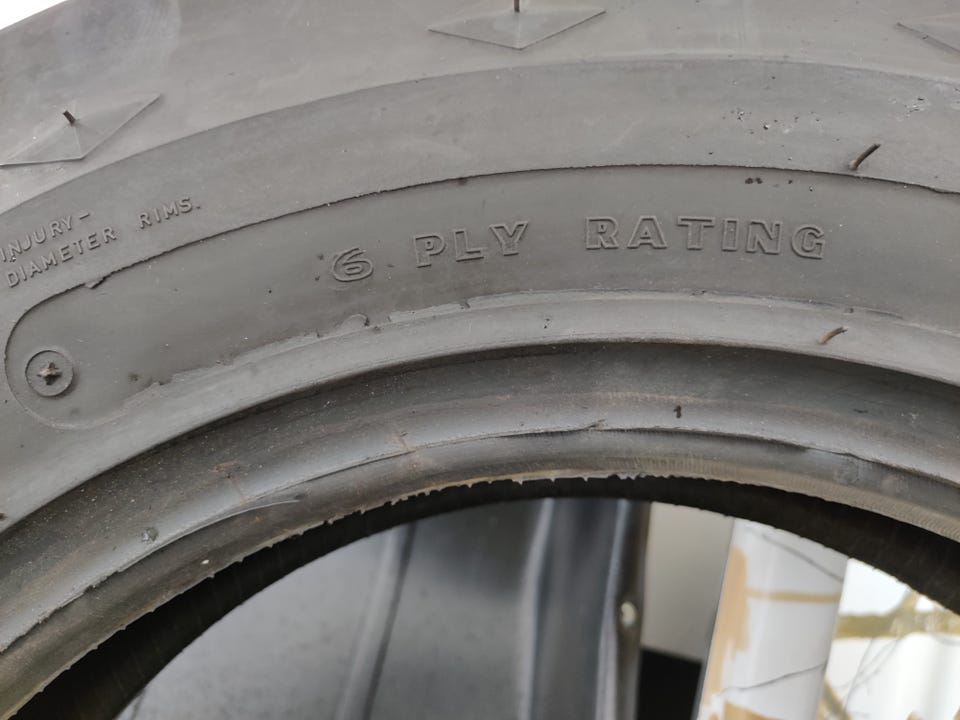 INJURY-
DIAMETER RIMS.
6 PLY RATING